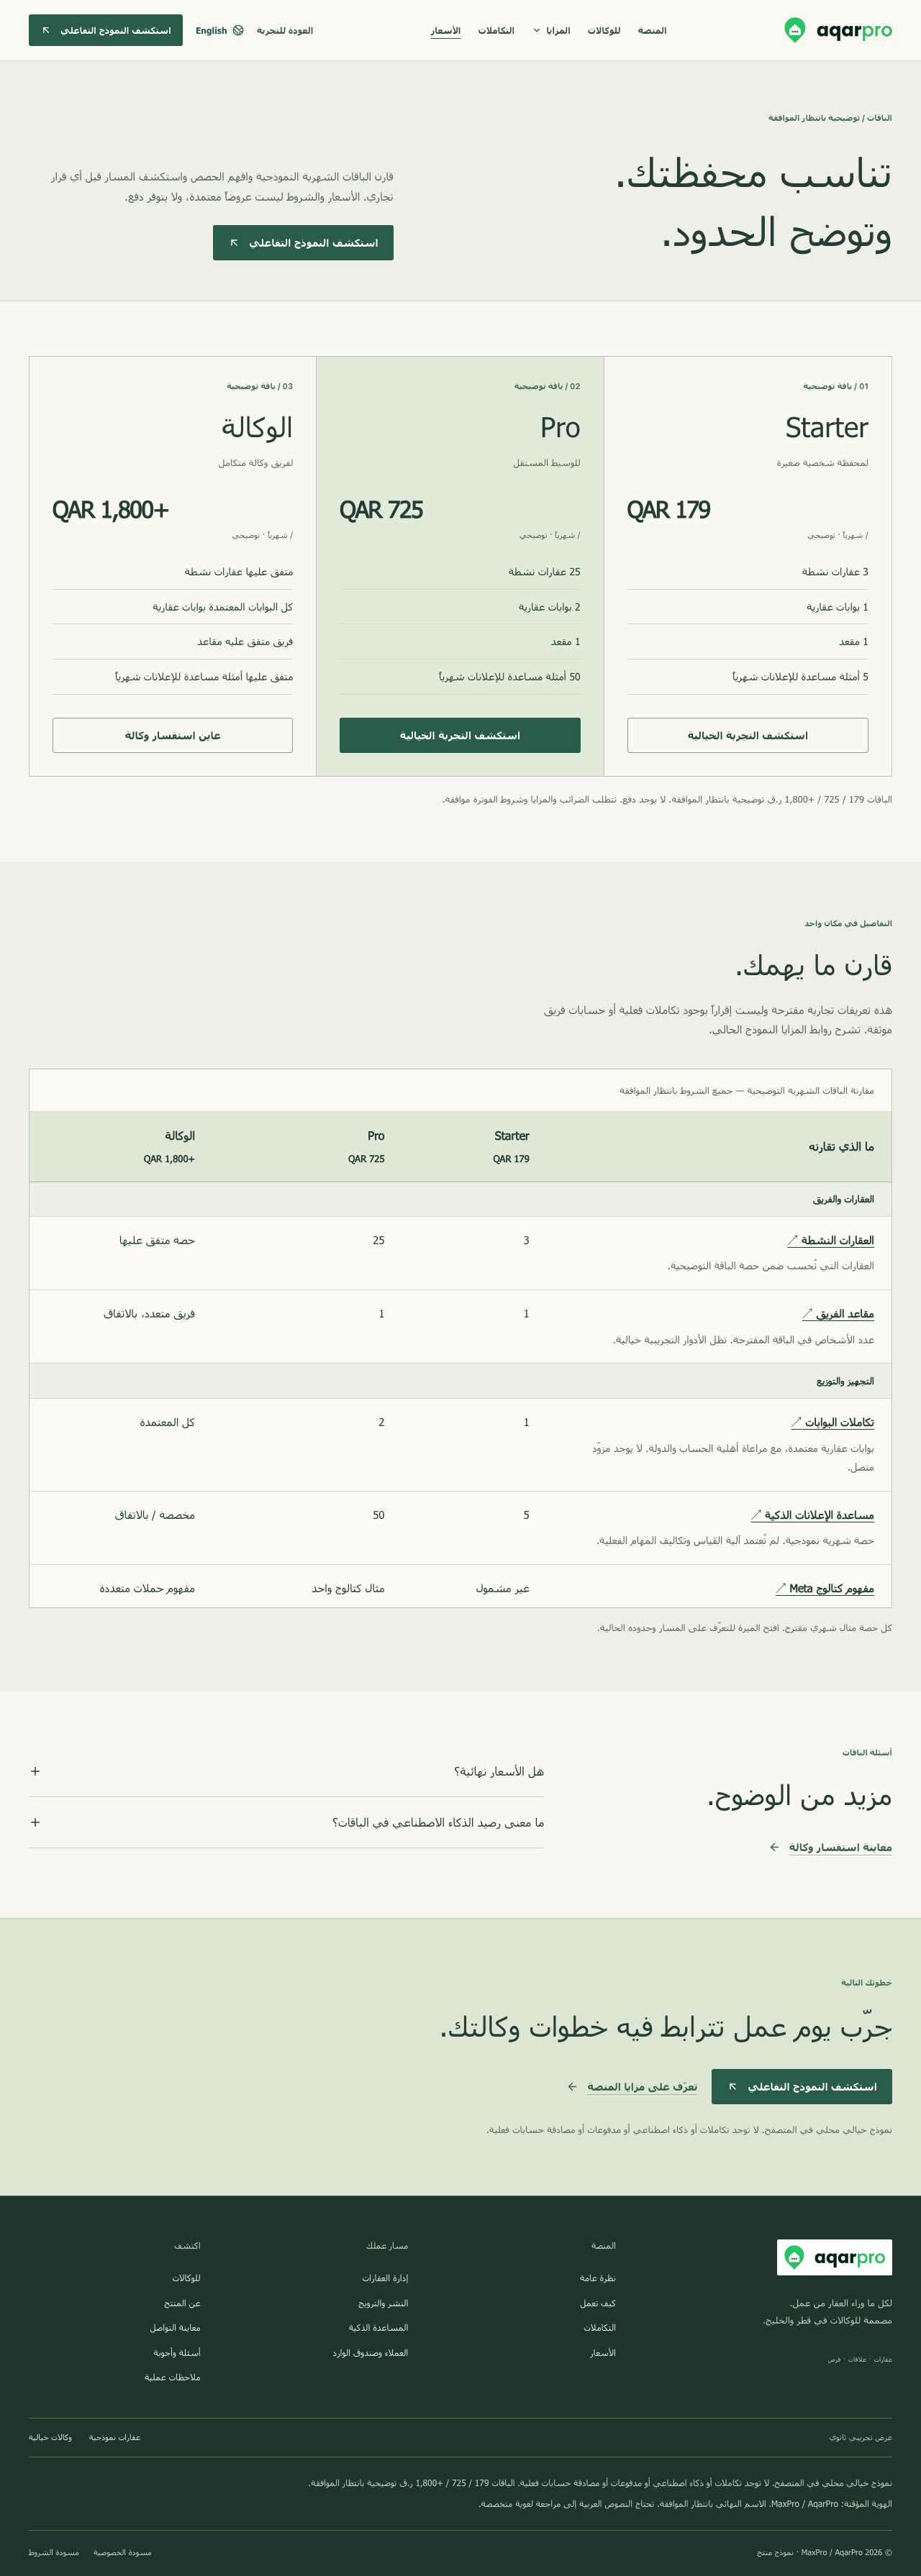 aqarpro
المنصة
للوكالات
المزايا
التكاملات
الأسعار
العودة للتجربة
English
استكشف النموذج التفاعلي
الباقات / توضيحية بانتظار الموافقة
تناسب محفظتك.
وتوضح الحدود.
قارن الباقات الشهرية النموذجية وافهم الحصص واستكشف المسار قبل أي قرار
تجاري. الأسعار والشروط ليست عروضاً معتمدة، ولا يتوفر دفع.
استكشف النموذج التفاعلي
01 / باقة توضيحية
Starter
لمحفظة شخصية صغيرة
QAR 179
/ شهرياً · توضيحي
3 عقارات نشطة
1 بوابات عقارية
1 مقعد
5 أمثلة مساعدة للإعلانات شهرياً
استكشف التجربة الخيالية
02 / باقة توضيحية
Pro
للوسيط المستقل
QAR 725
/ شهرياً · توضيحي
25 عقارات نشطة
2 بوابات عقارية
1 مقعد
50 أمثلة مساعدة للإعلانات شهرياً
استكشف التجربة الخيالية
03 / باقة توضيحية
الوكالة
لفريق وكالة متكامل
QAR 1,800+
/ شهرياً · توضيحي
متفق عليها عقارات نشطة
كل البوابات المعتمدة بوابات عقارية
فريق متفق عليه مقاعد
متفق عليها أمثلة مساعدة للإعلانات شهرياً
عاين استفسار وكالة
الباقات 179 / 725 / +1,800 ر.ق توضيحية بانتظار الموافقة. لا يوجد دفع. تتطلب الضرائب والمزايا وشروط الفوترة موافقة.
التفاصيل في مكان واحد
قارن ما يهمك.
هذه تعريفات تجارية مقترحة وليست إقراراً بوجود تكاملات فعلية أو حسابات فريق
موثقة. تشرح روابط المزايا النموذج الحالي.
مقارنة الباقات الشهرية التوضيحية — جميع الشروط بانتظار الموافقة
ما الذي تقارنه
Starter
QAR 179
Pro
QAR 725
الوكالة
QAR 1,800+
العقارات والفريق
العقارات النشطة ↗
3
25
حصة متفق عليها
العقارات التي تُحسب ضمن حصة الباقة التوضيحية.
مقاعد الفريق ↗
1
1
فريق متعدد، بالاتفاق
عدد الأشخاص في الباقة المقترحة. تظل الأدوار التجريبية خيالية.
التجهيز والتوزيع
تكاملات البوابات ↗
1
2
كل المعتمدة
بوابات عقارية معتمدة، مع مراعاة أهلية الحساب والدولة. لا يوجد مزوّد
متصل.
مساعدة الإعلانات الذكية ↗
5
50
مخصصة / بالاتفاق
حصة شهرية نموذجية. لم تُعتمد آلية القياس وتكاليف المهام الفعلية.
مفهوم كتالوج Meta ↗
غير مشمول
مثال كتالوج واحد
مفهوم حملات متعددة
كل حصة مثال شهري مقترح. افتح الميزة للتعرّف على المسار وحدوده الحالية.
أسئلة الباقات
مزيد من الوضوح.
معاينة استفسار وكالة
هل الأسعار نهائية؟
ما معنى رصيد الذكاء الاصطناعي في الباقات؟
خطوتك التالية
جرّب يوم عمل تترابط فيه خطوات وكالتك.
استكشف النموذج التفاعلي
تعرّف على مزايا المنصة
نموذج خيالي محلي في المتصفح. لا توجد تكاملات أو ذكاء اصطناعي أو مدفوعات أو مصادقة حسابات فعلية.
aqarpro
لكل ما وراء العقار من عمل.
مصممة للوكالات في قطر والخليج.
عقارات · علاقات · فرص
المنصة
نظرة عامة
كيف تعمل
التكاملات
الأسعار
مسار عملك
إدارة العقارات
النشر والترويج
المساعدة الذكية
العملاء وصندوق الوارد
اكتشف
للوكالات
عن المنتج
معاينة التواصل
أسئلة وأجوبة
ملاحظات عملية
عرض تجريبي ثانوي
عقارات نموذجية
وكالات خيالية
نموذج خيالي محلي في المتصفح. لا توجد تكاملات أو ذكاء اصطناعي أو مدفوعات أو مصادقة حسابات فعلية. الباقات 179 / 725 / +1,800 ر.ق توضيحية بانتظار الموافقة.
الهوية المؤقتة: MaxPro / AqarPro. الاسم النهائي بانتظار الموافقة. تحتاج النصوص العربية إلى مراجعة لغوية متخصصة.
© 2026 MaxPro / AqarPro · نموذج منتج
مسودة الخصوصية
مسودة الشروط